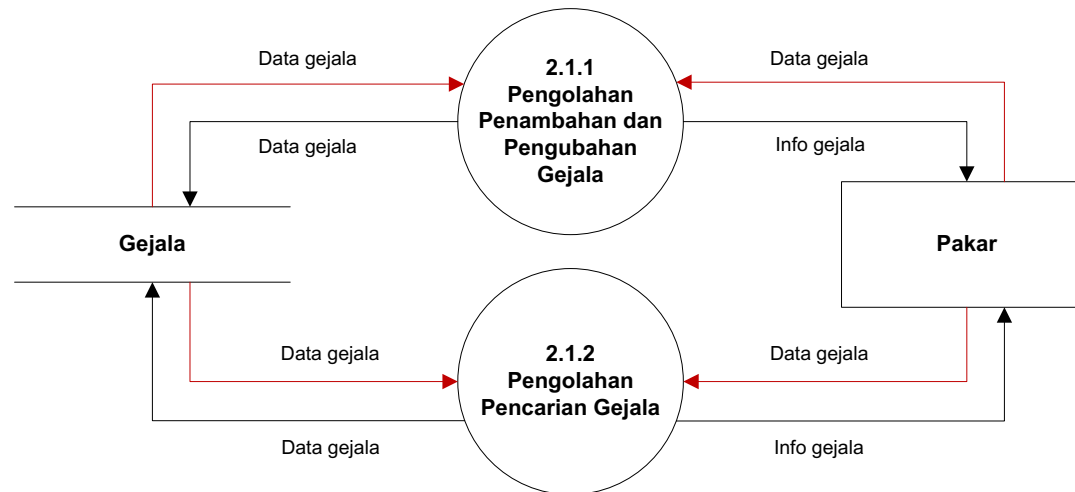 Data gejala
2.1.1
Pengolahan
Penambahan dan
Pengubahan
Gejala
Data gejala
Data gejala
Info gejala
Gejala
Pakar
Data gejala
2.1.2
Pengolahan
Pencarian Gejala
Data gejala
Data gejala
Info gejala